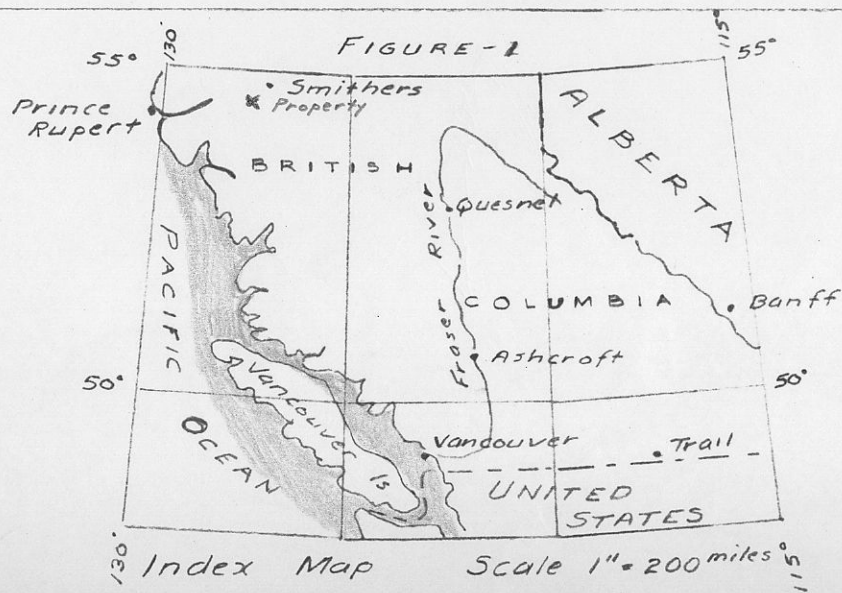 FIGURE-1
130°
115°
55°
55°
Smithers
Property
Prince
Rupert
BRITISH
ALBERTA
Quesnet
Fraser River
PACIFIC
OCEAN
COLUMBIA
Banff
Ashcroft
50°
50°
Vancouver Is
Vancouver
Trail
UNITED
STATES
130°
115°
Index Map Scale 1" = 200 miles